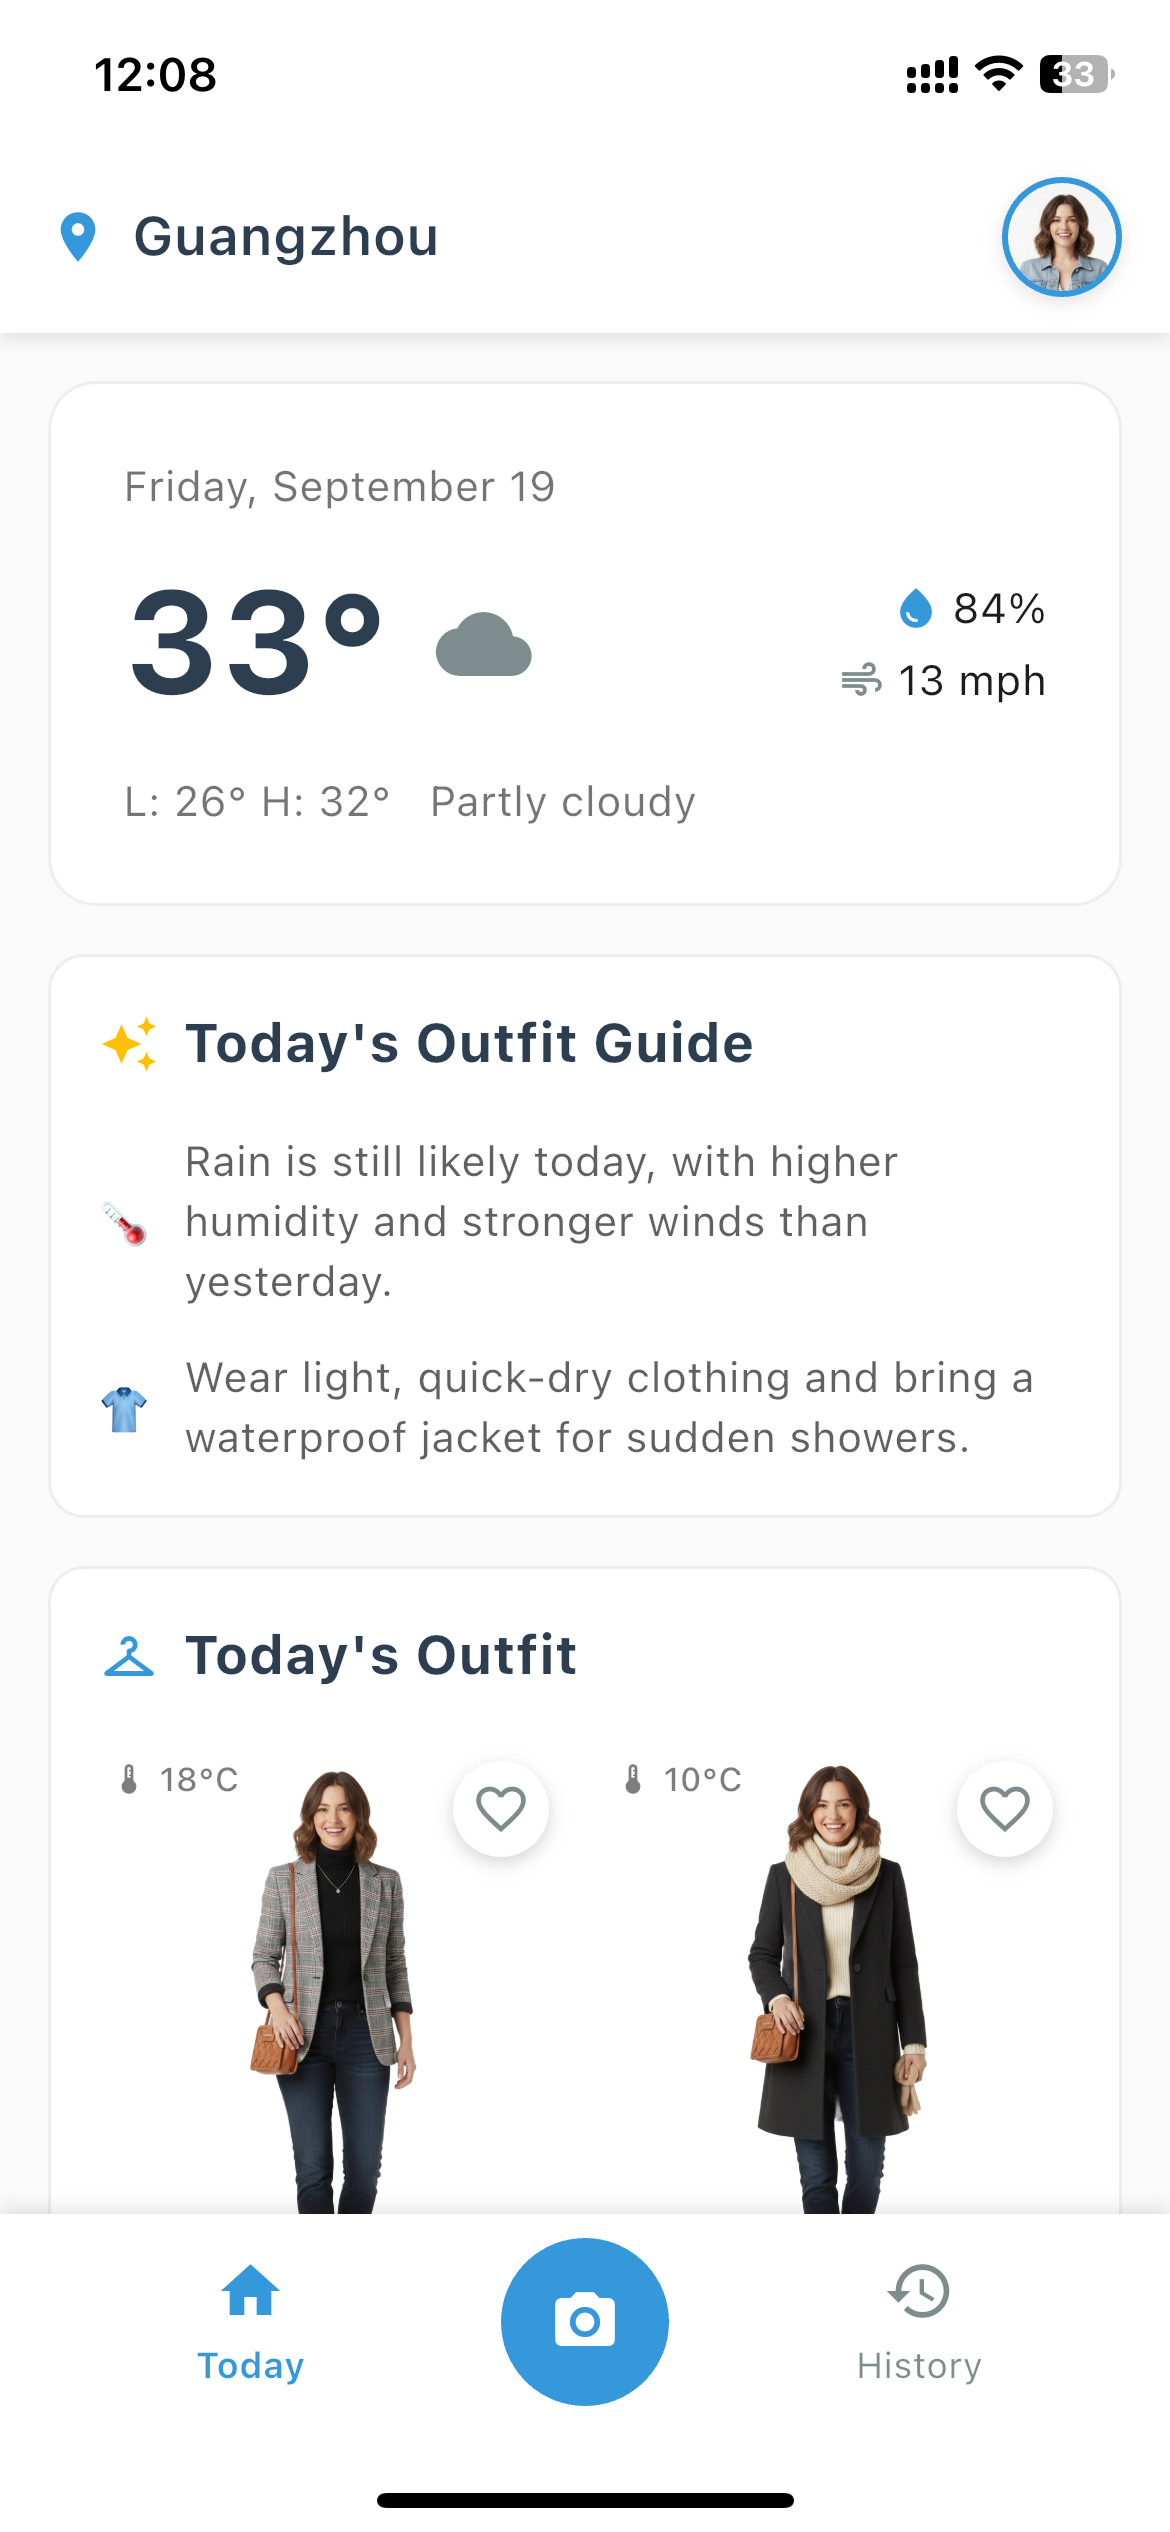 12:08
33
Guangzhou
Friday, September 19
33°
84%
13 mph
L: 26° H: 32° Partly cloudy
Today's Outfit Guide
Rain is still likely today, with higher
humidity and stronger winds than
yesterday.
Wear light, quick-dry clothing and bring a
waterproof jacket for sudden showers.
Today's Outfit
18°C
10°C
Today
History